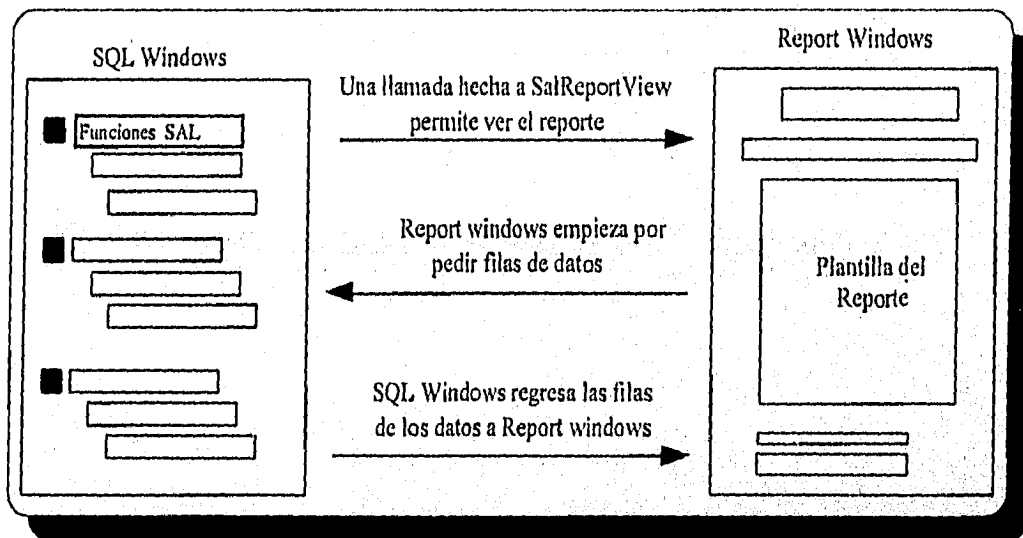 SQL Windows
Report Windows
Funciones SAL
Una llamada hecha a SalReportView
permite ver el reporte
Report windows empieza por
pedir filas de datos
Plantilla del
Reporte
SQL Windows regresa las filas
de los datos a Report windows